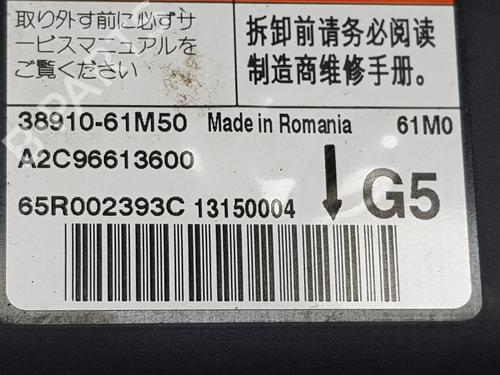 取り外す前に必ずサ
ービスマニュアルを
ご覧ください
拆卸前请务必阅读
制造商维修手册。
38910-61M50 Made in Romania 61M0
A2C96613600
65R002393C 13150004 G5